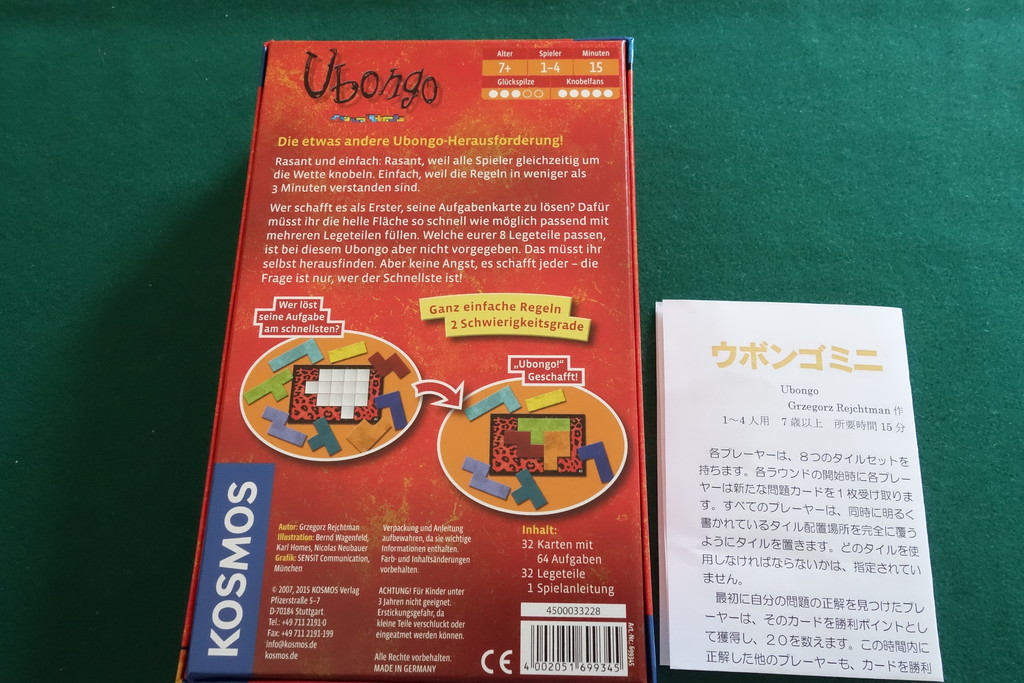 Ubongo
Alter Spieler Minuten
7+ 1–4 15
Glückspilze Knobelfans
Die etwas andere Ubongo-Herausforderung!
Rasant und einfach: Rasant, weil alle Spieler gleichzeitig um
die Wette knobeln. Einfach, weil die Regeln in weniger als
3 Minuten verstanden sind.
Wer schafft es als Erster, seine Aufgabenkarte zu lösen? Dafür
müsst ihr die helle Fläche so schnell wie möglich passend mit
mehreren Legeteilen füllen. Welche eurer 8 Legeteile passen,
ist bei diesem Ubongo aber nicht vorgegeben. Das müsst ihr
selbst herausfinden. Aber keine Angst, es schafft jeder – die
Frage ist nur, wer der Schnellste ist!
Wer löst
seine Aufgabe
am schnellsten?
Ganz einfache Regeln
2 Schwierigkeitsgrade
„Ubongo!“
Geschafft!
KOSMOS
Autor: Grzegorz Rejchtman
Illustration: Bernd Wagenfeld,
Karl Homes, Nicolas Neubauer
Grafik: SENSiT Communication,
München
© 2007, 2015 KOSMOS Verlag
Pfizerstraße 5–7
D-70184 Stuttgart
Tel.: +49 711 2191-0
Fax: +49 711 2191-199
info@kosmos.de
kosmos.de
Verpackung und Anleitung
aufbewahren, da sie wichtige
Informationen enthalten.
Farb- und Inhaltsänderungen
vorbehalten.
ACHTUNG! Für Kinder unter
3 Jahren nicht geeignet.
Erstickungsgefahr, da
kleine Teile verschluckt oder
eingeatmet werden können.
Alle Rechte vorbehalten.
MADE IN GERMANY
Inhalt:
32 Karten mit
64 Aufgaben
32 Legeteile
1 Spielanleitung
4500033228
CE
4 002051 699345
Art.-Nr. 699345
ウボンゴミニ
Ubongo
Grzegorz Rejchtman 作
1～4 人用 7 歳以上 所要時間 15 分
各プレーヤーは、８つのタイルセットを
持ちます。各ラウンドの開始時に各プレー
ヤーは新たな問題カードを１枚受け取りま
す。すべてのプレーヤーは、同時に明るく
書かれているタイル配置場所を完全に覆う
ようにタイルを置きます。どのタイルを使
用しなければならないかは、指定されてい
ません。
最初に自分の問題の正解を見つけたプレ
ーヤーは、そのカードを勝利ポイントとし
て獲得し、２０を数えます。この時間内に
正解した他のプレーヤーも、カードを勝利